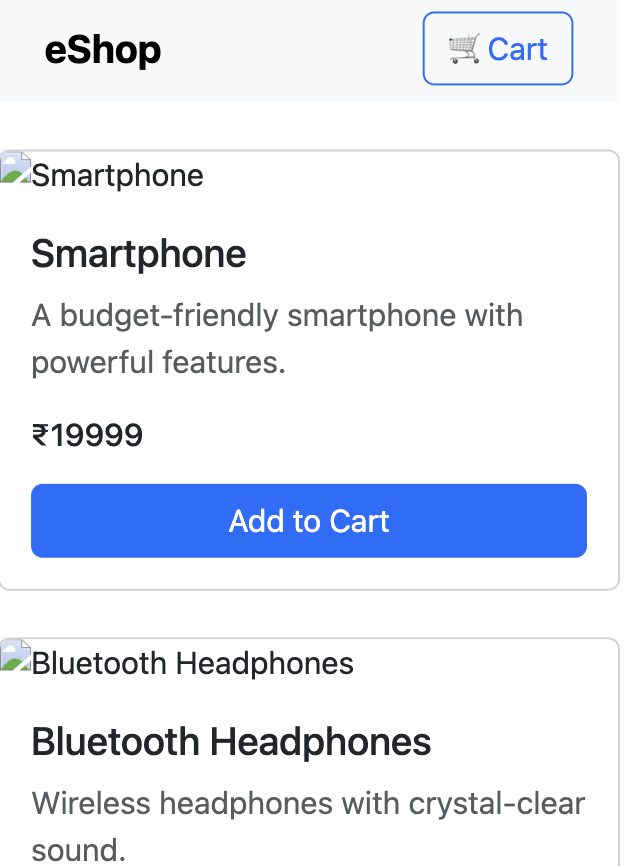 eShop
🛒 Cart
Smartphone
Smartphone
A budget-friendly smartphone with
powerful features.
₹19999
Add to Cart
Bluetooth Headphones
Bluetooth Headphones
Wireless headphones with crystal-clear
sound.